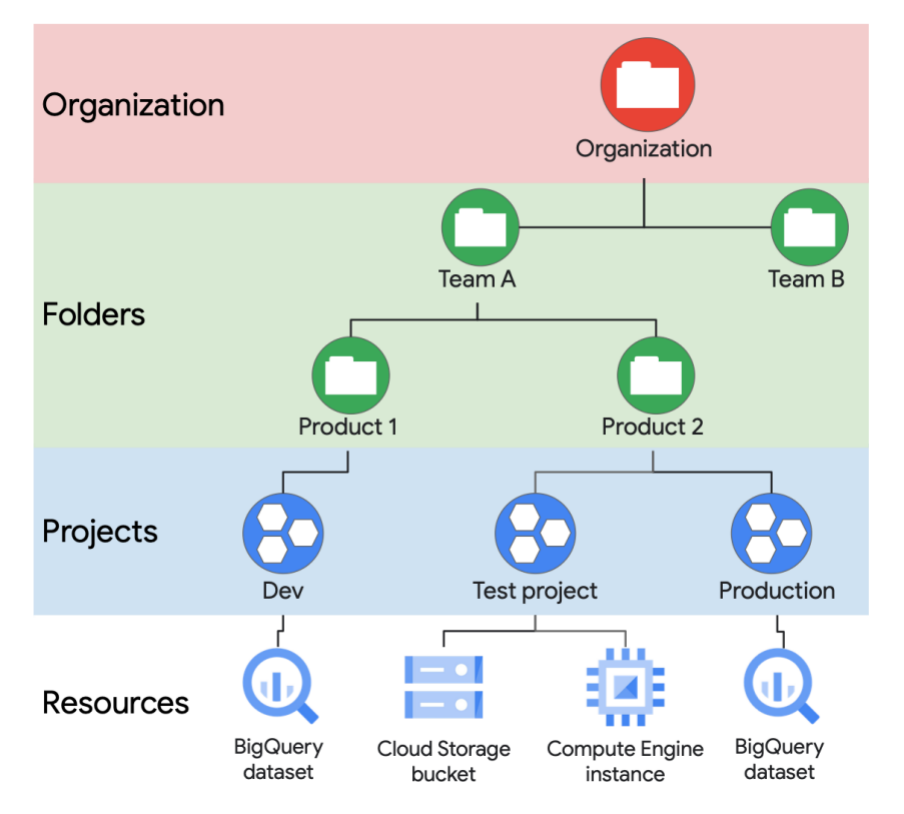 Organization
Organization
Team A
Team B
Folders
Product 1
Product 2
Projects
Dev
Test project
Production
Resources
BigQuery
dataset
Cloud Storage
bucket
Compute Engine
instance
BigQuery
dataset